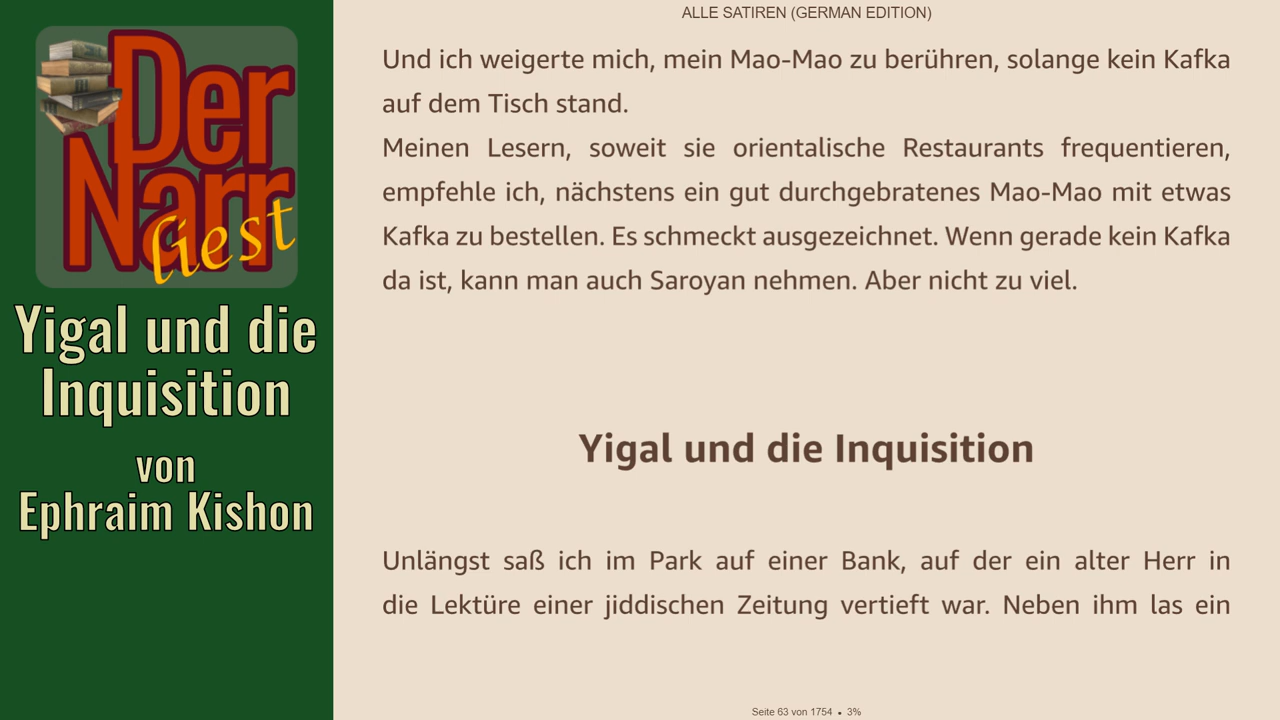 Der
Narr
liest
Yigal und die
Inquisition
von
Ephraim Kishon
ALLE SATIREN (GERMAN EDITION)
Und ich weigerte mich, mein Mao-Mao zu berühren, solange kein Kafka
auf dem Tisch stand.
Meinen Lesern, soweit sie orientalische Restaurants frequentieren,
empfehle ich, nächstens ein gut durchgebratenes Mao-Mao mit etwas
Kafka zu bestellen. Es schmeckt ausgezeichnet. Wenn gerade kein Kafka
da ist, kann man auch Saroyan nehmen. Aber nicht zu viel.
Yigal und die Inquisition
Unlängst saß ich im Park auf einer Bank, auf der ein alter Herr in
die Lektüre einer jiddischen Zeitung vertieft war. Neben ihm las ein
Seite 63 von 1754 • 3%